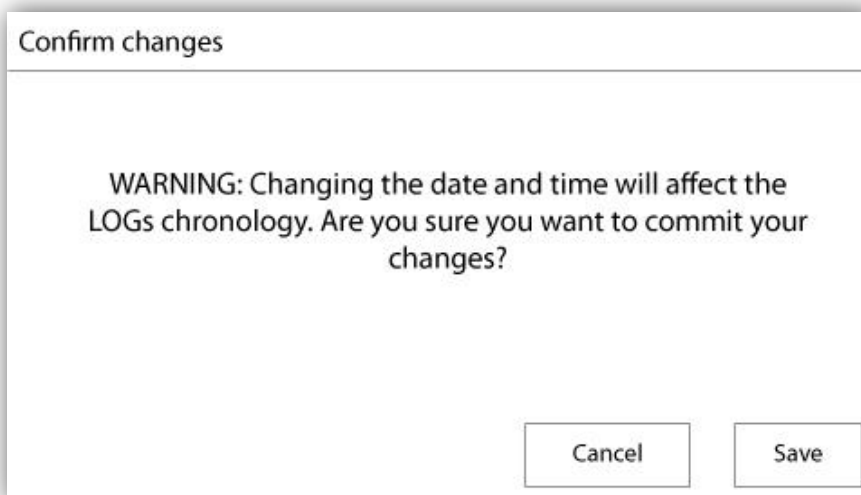 Confirm changes
WARNING: Changing the date and time will affect the
LOGs chronology. Are you sure you want to commit your
changes?
Cancel
Save